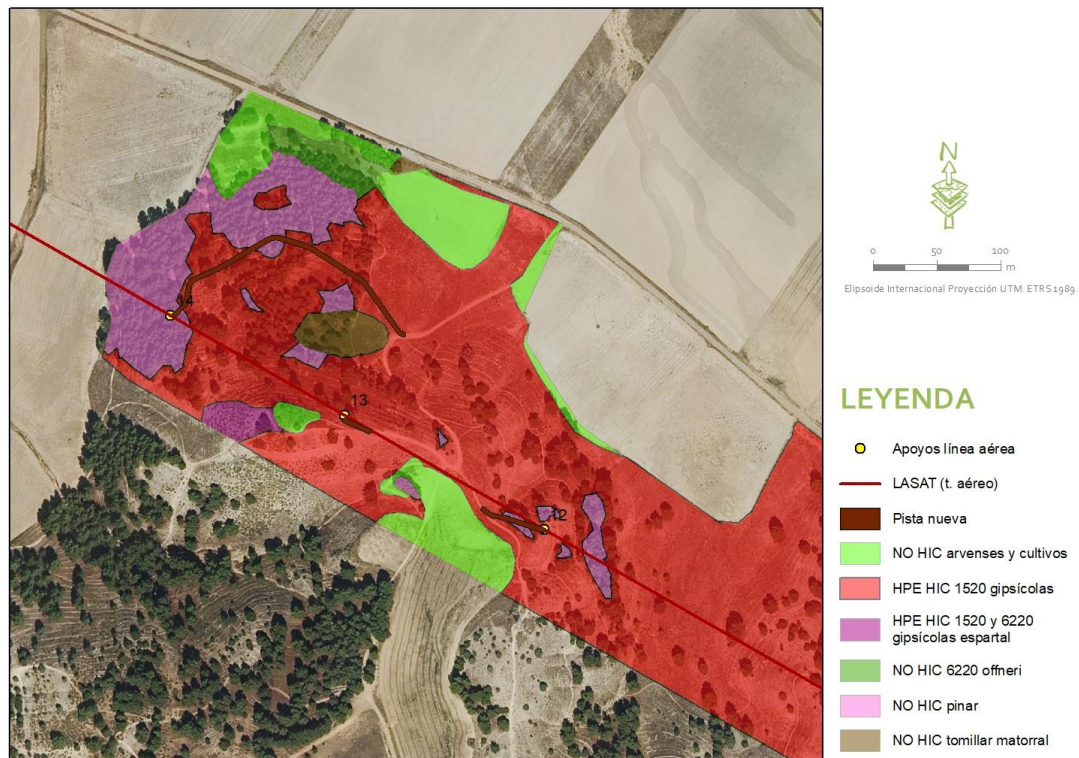 14
13
12
N
0 50 100
m
Elipsoide Internacional Proyección UTM. ETRS1989.
LEYENDA
Apoyos línea aérea
LASAT (t. aéreo)
Pista nueva
NO HIC arvenses y cultivos
HPE HIC 1520 gipsícolas
HPE HIC 1520 y 6220
gipsícolas espartal
NO HIC 6220 offneri
NO HIC pinar
NO HIC tomillar matorral